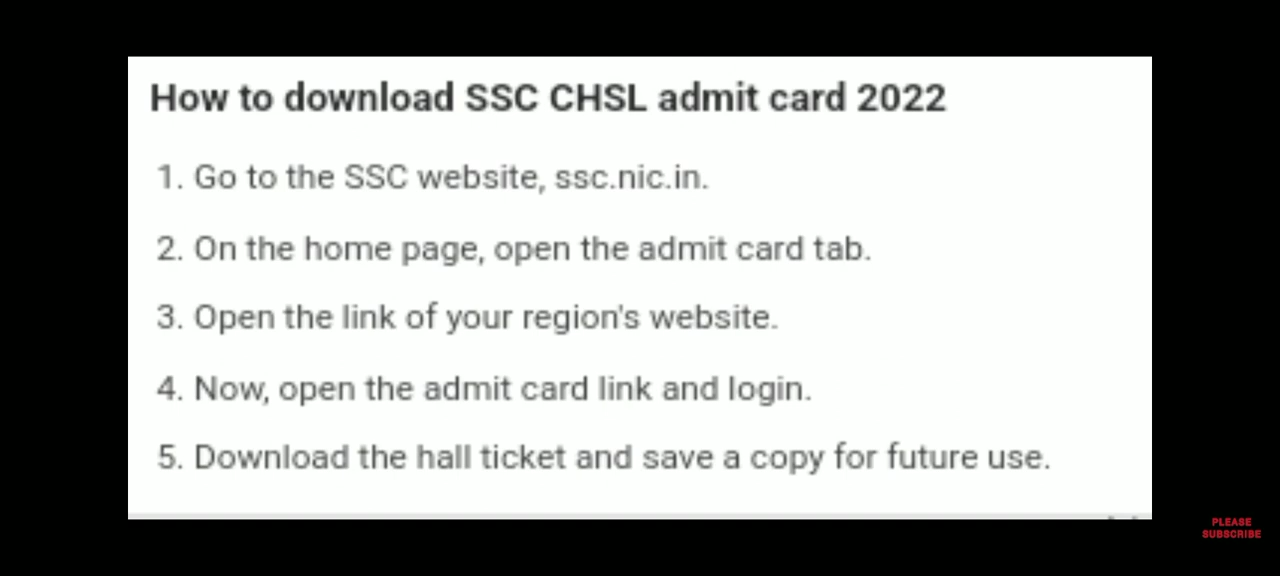 How to download SSC CHSL admit card 2022
1. Go to the SSC website, ssc.nic.in.
2. On the home page, open the admit card tab.
3. Open the link of your region's website.
4. Now, open the admit card link and login.
5. Download the hall ticket and save a copy for future use.
PLEASE
SUBSCRIBE